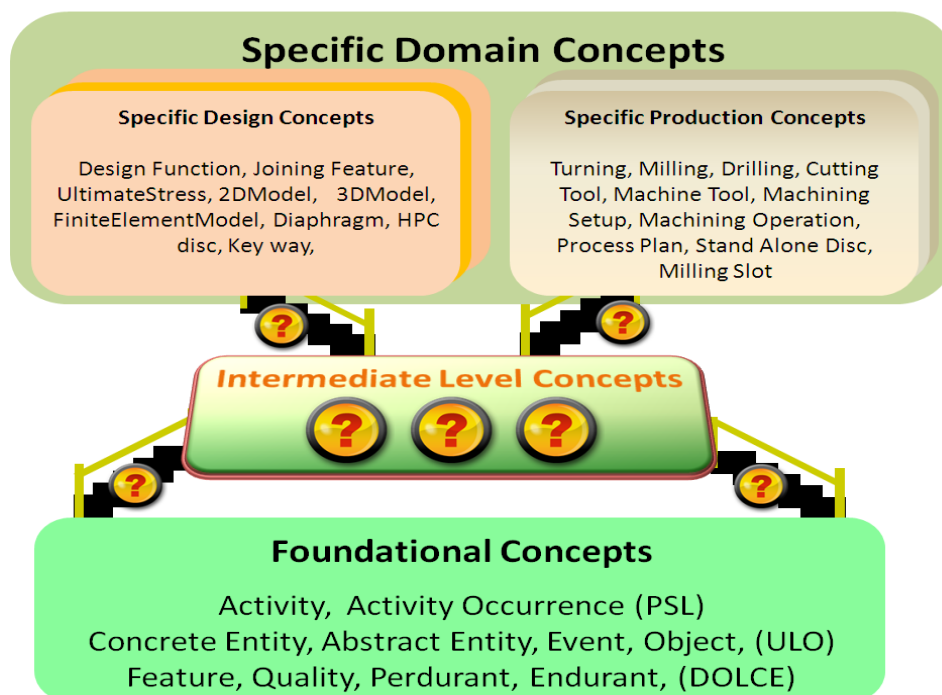 Specific Domain Concepts
Specific Design Concepts
Design Function, Joining Feature,
UltimateStress, 2DModel, 3DModel,
FiniteElementModel, Diaphragm, HPC
disc, Key way,
Specific Production Concepts
Turning, Milling, Drilling, Cutting
Tool, Machine Tool, Machining
Setup, Machining Operation,
Process Plan, Stand Alone Disc,
Milling Slot
? ?
Intermediate Level Concepts
? ? ?
? ?
Foundational Concepts
Activity, Activity Occurrence (PSL)
Concrete Entity, Abstract Entity, Event, Object, (ULO)
Feature, Quality, Perdurant, Endurant, (DOLCE)